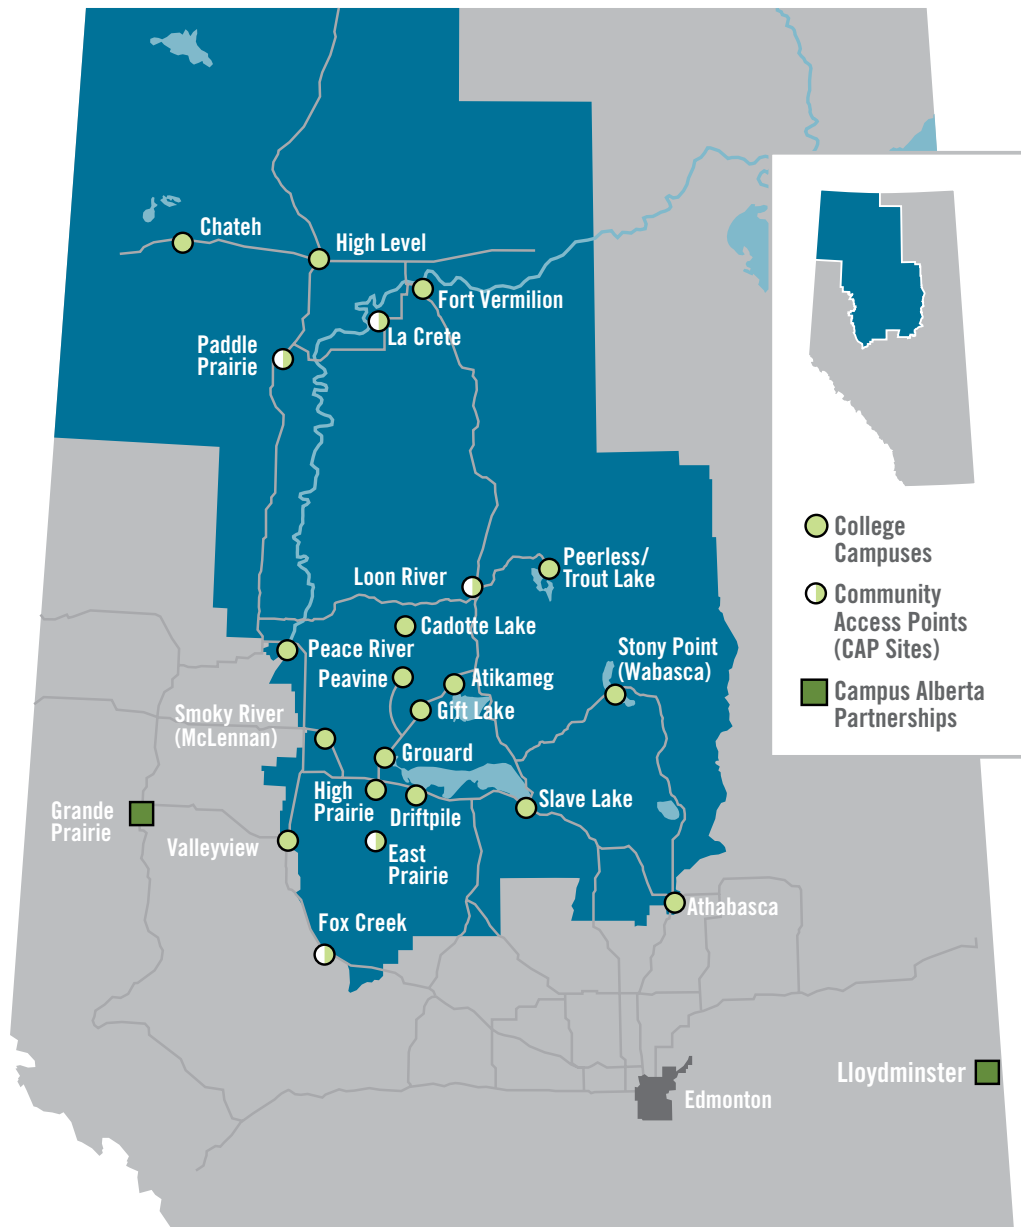 Chateh
High Level
Fort Vermilion
La Crete
Paddle
Prairie
Peerless/
Trout Lake
Loon River
Cadotte Lake
Peace River
Stony Point
(Wabasca)
Peavine
Atikameg
Gift Lake
Smoky River
(McLennan)
Grouard
High
Prairie
Driftpile
Slave Lake
Grande
Prairie
Valleyview
East
Prairie
Athabasca
Fox Creek
Lloydminster
Edmonton
College
Campuses
Community
Access Points
(CAP Sites)
Campus Alberta
Partnerships